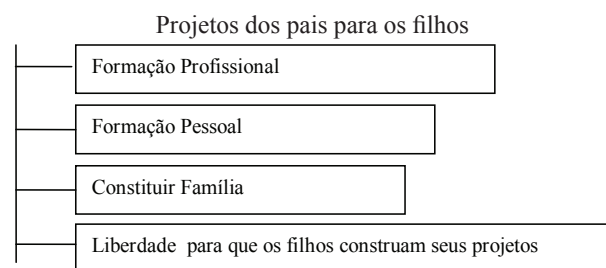 Projetos dos pais para os filhos
Formação Profissional
Formação Pessoal
Constituir Família
Liberdade para que os filhos construam seus projetos